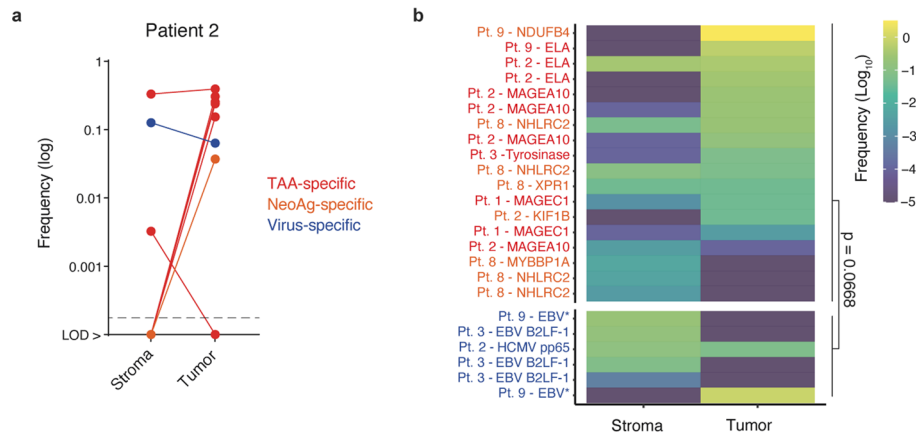 a
Patient 2
1
0.1
0.01
0.001
LOD >
Frequency (log)
Stroma
Tumor
TAA-specific
NeoAg-specific
Virus-specific
b
Pt. 9 - NDUFB4
Pt. 9 - ELA
Pt. 2 - ELA
Pt. 2 - ELA
Pt. 2 - MAGEA10
Pt. 2 - MAGEA10
Pt. 8 - NHLRC2
Pt. 2 - MAGEA10
Pt. 3 -Tyrosinase
Pt. 8 - NHLRC2
Pt. 8 - XPR1
Pt. 1 - MAGEC1
Pt. 2 - KIF1B
Pt. 1 - MAGEC1
Pt. 2 - MAGEA10
Pt. 8 - MYBBP1A
Pt. 8 - NHLRC2
Pt. 8 - NHLRC2
Pt. 9 - EBV*
Pt. 3 - EBV B2LF-1
Pt. 2 - HCMV pp65
Pt. 3 - EBV B2LF-1
Pt. 3 - EBV B2LF-1
Pt. 9 - EBV*
Stroma
Tumor
p = 0.0668
Frequency (Log10)
0
−1
−2
−3
−4
−5